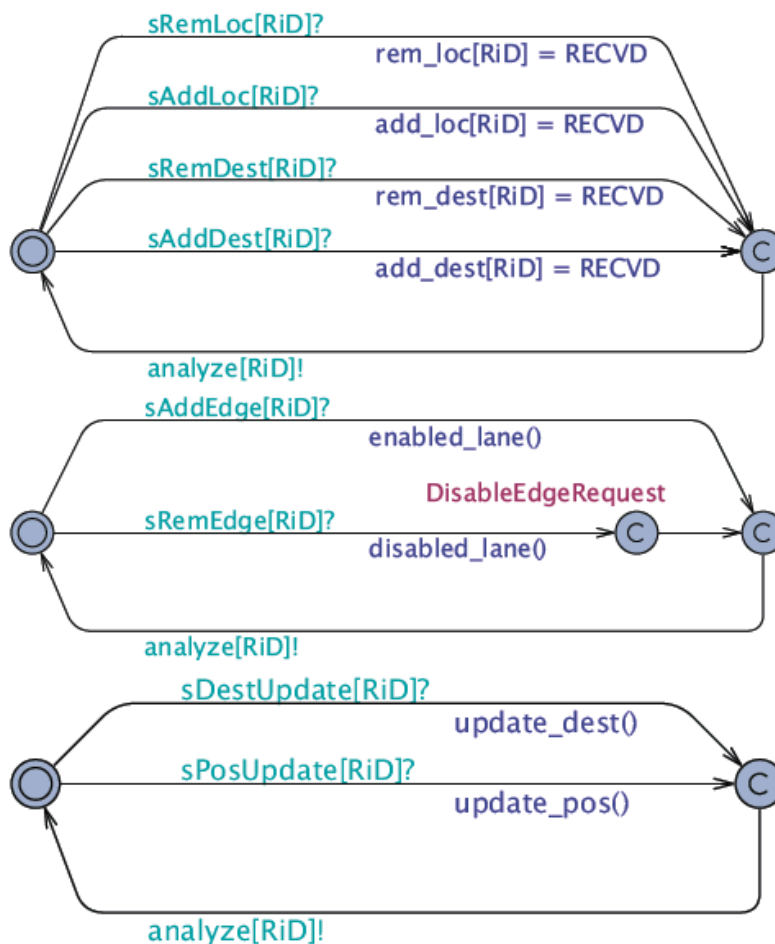 sRemLoc[RiD]?
rem_loc[RiD] = RECVD
sAddLoc[RiD]?
add_loc[RiD] = RECVD
sRemDest[RiD]?
rem_dest[RiD] = RECVD
sAddDest[RiD]?
add_dest[RiD] = RECVD
C
analyze[RiD]!
sAddEdge[RiD]?
enabled_lane()
DisableEdgeRequest
sRemEdge[RiD]?
disabled_lane()
C
C
analyze[RiD]!
sDestUpdate[RiD]?
update_dest()
sPosUpdate[RiD]?
update_pos()
C
analyze[RiD]!